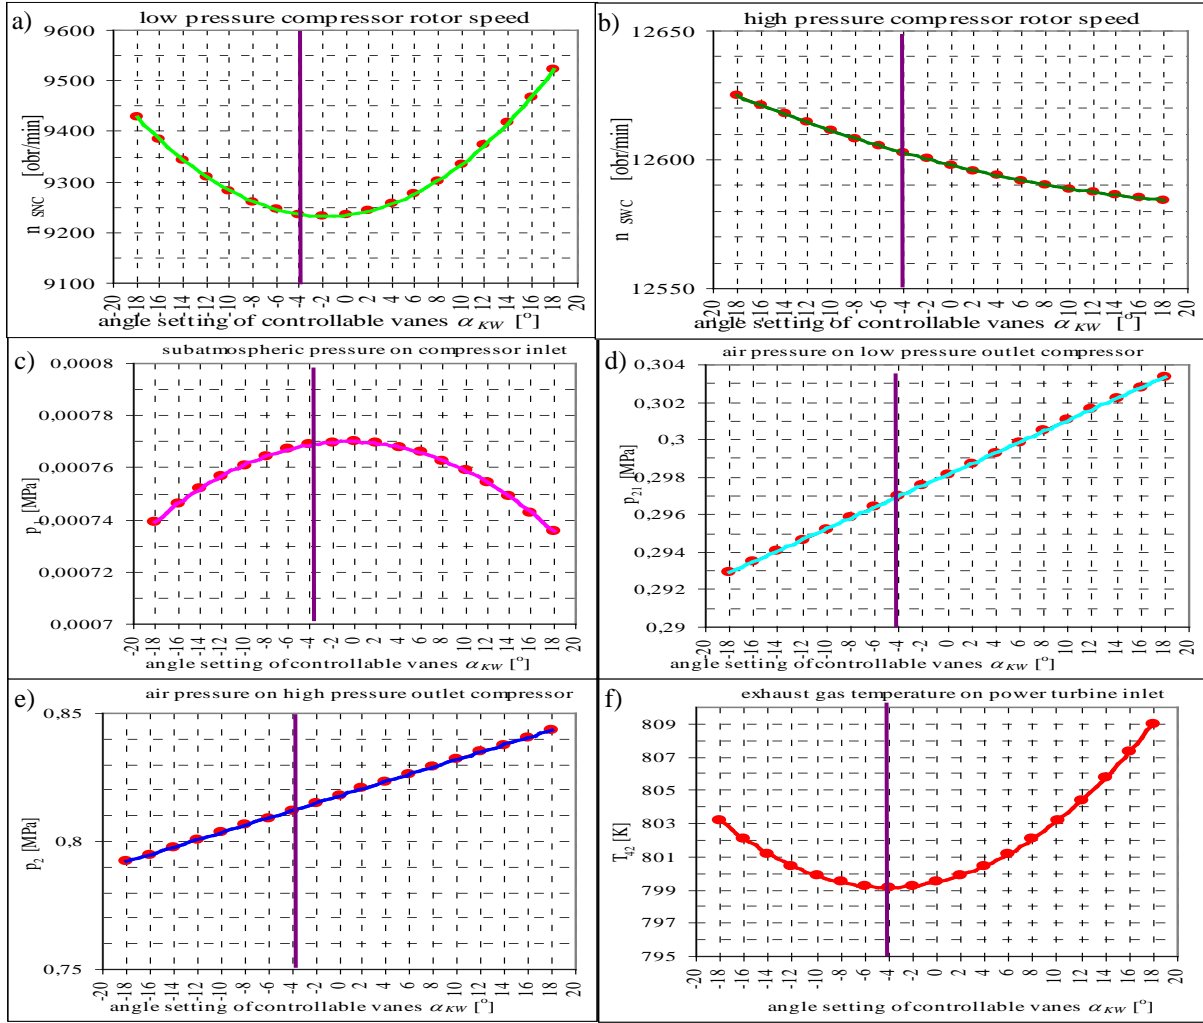 a)
low pressure compressor rotor speed
9600
9500
9400
9300
9200
9100
n SNC [obr/min]
-20 -18 -16 -14 -12 -10 -8 -6 -4 -2 0 2 4 6 8 10 12 14 16 18 20
angle setting of controllable vanes α KW [°]
b)
high pressure compressor rotor speed
12650
12600
12550
n SWC [obr/min]
-20 -18 -16 -14 -12 -10 -8 -6 -4 -2 0 2 4 6 8 10 12 14 16 18 20
angle setting of controllable vanes α KW [°]
c)
subatmospheric pressure on compressor inlet
0,0008
0,00078
0,00076
0,00074
0,00072
0,0007
[MPa]
-20 -18 -16 -14 -12 -10 -8 -6 -4 -2 0 2 4 6 8 10 12 14 16 18 20
angle setting of controllable vanes α KW [°]
d)
air pressure on low pressure outlet compressor
0,304
0,302
0,3
0,298
0,296
0,294
0,292
0,29
p21 [MPa]
-20 -18 -16 -14 -12 -10 -8 -6 -4 -2 0 2 4 6 8 10 12 14 16 18 20
angle setting of controllable vanes α KW [°]
e)
air pressure on high pressure outlet compressor
0,85
0,8
0,75
p2 [MPa]
-20 -18 -16 -14 -12 -10 -8 -6 -4 -2 0 2 4 6 8 10 12 14 16 18 20
angle setting of controllable vanes α KW [°]
f)
exhaust gas temperature on power turbine inlet
809
807
805
803
801
799
797
795
T42 [K]
-20 -18 -16 -14 -12 -10 -8 -6 -4 -2 0 2 4 6 8 10 12 14 16 18 20
angle setting of controllable vanes α KW [°]